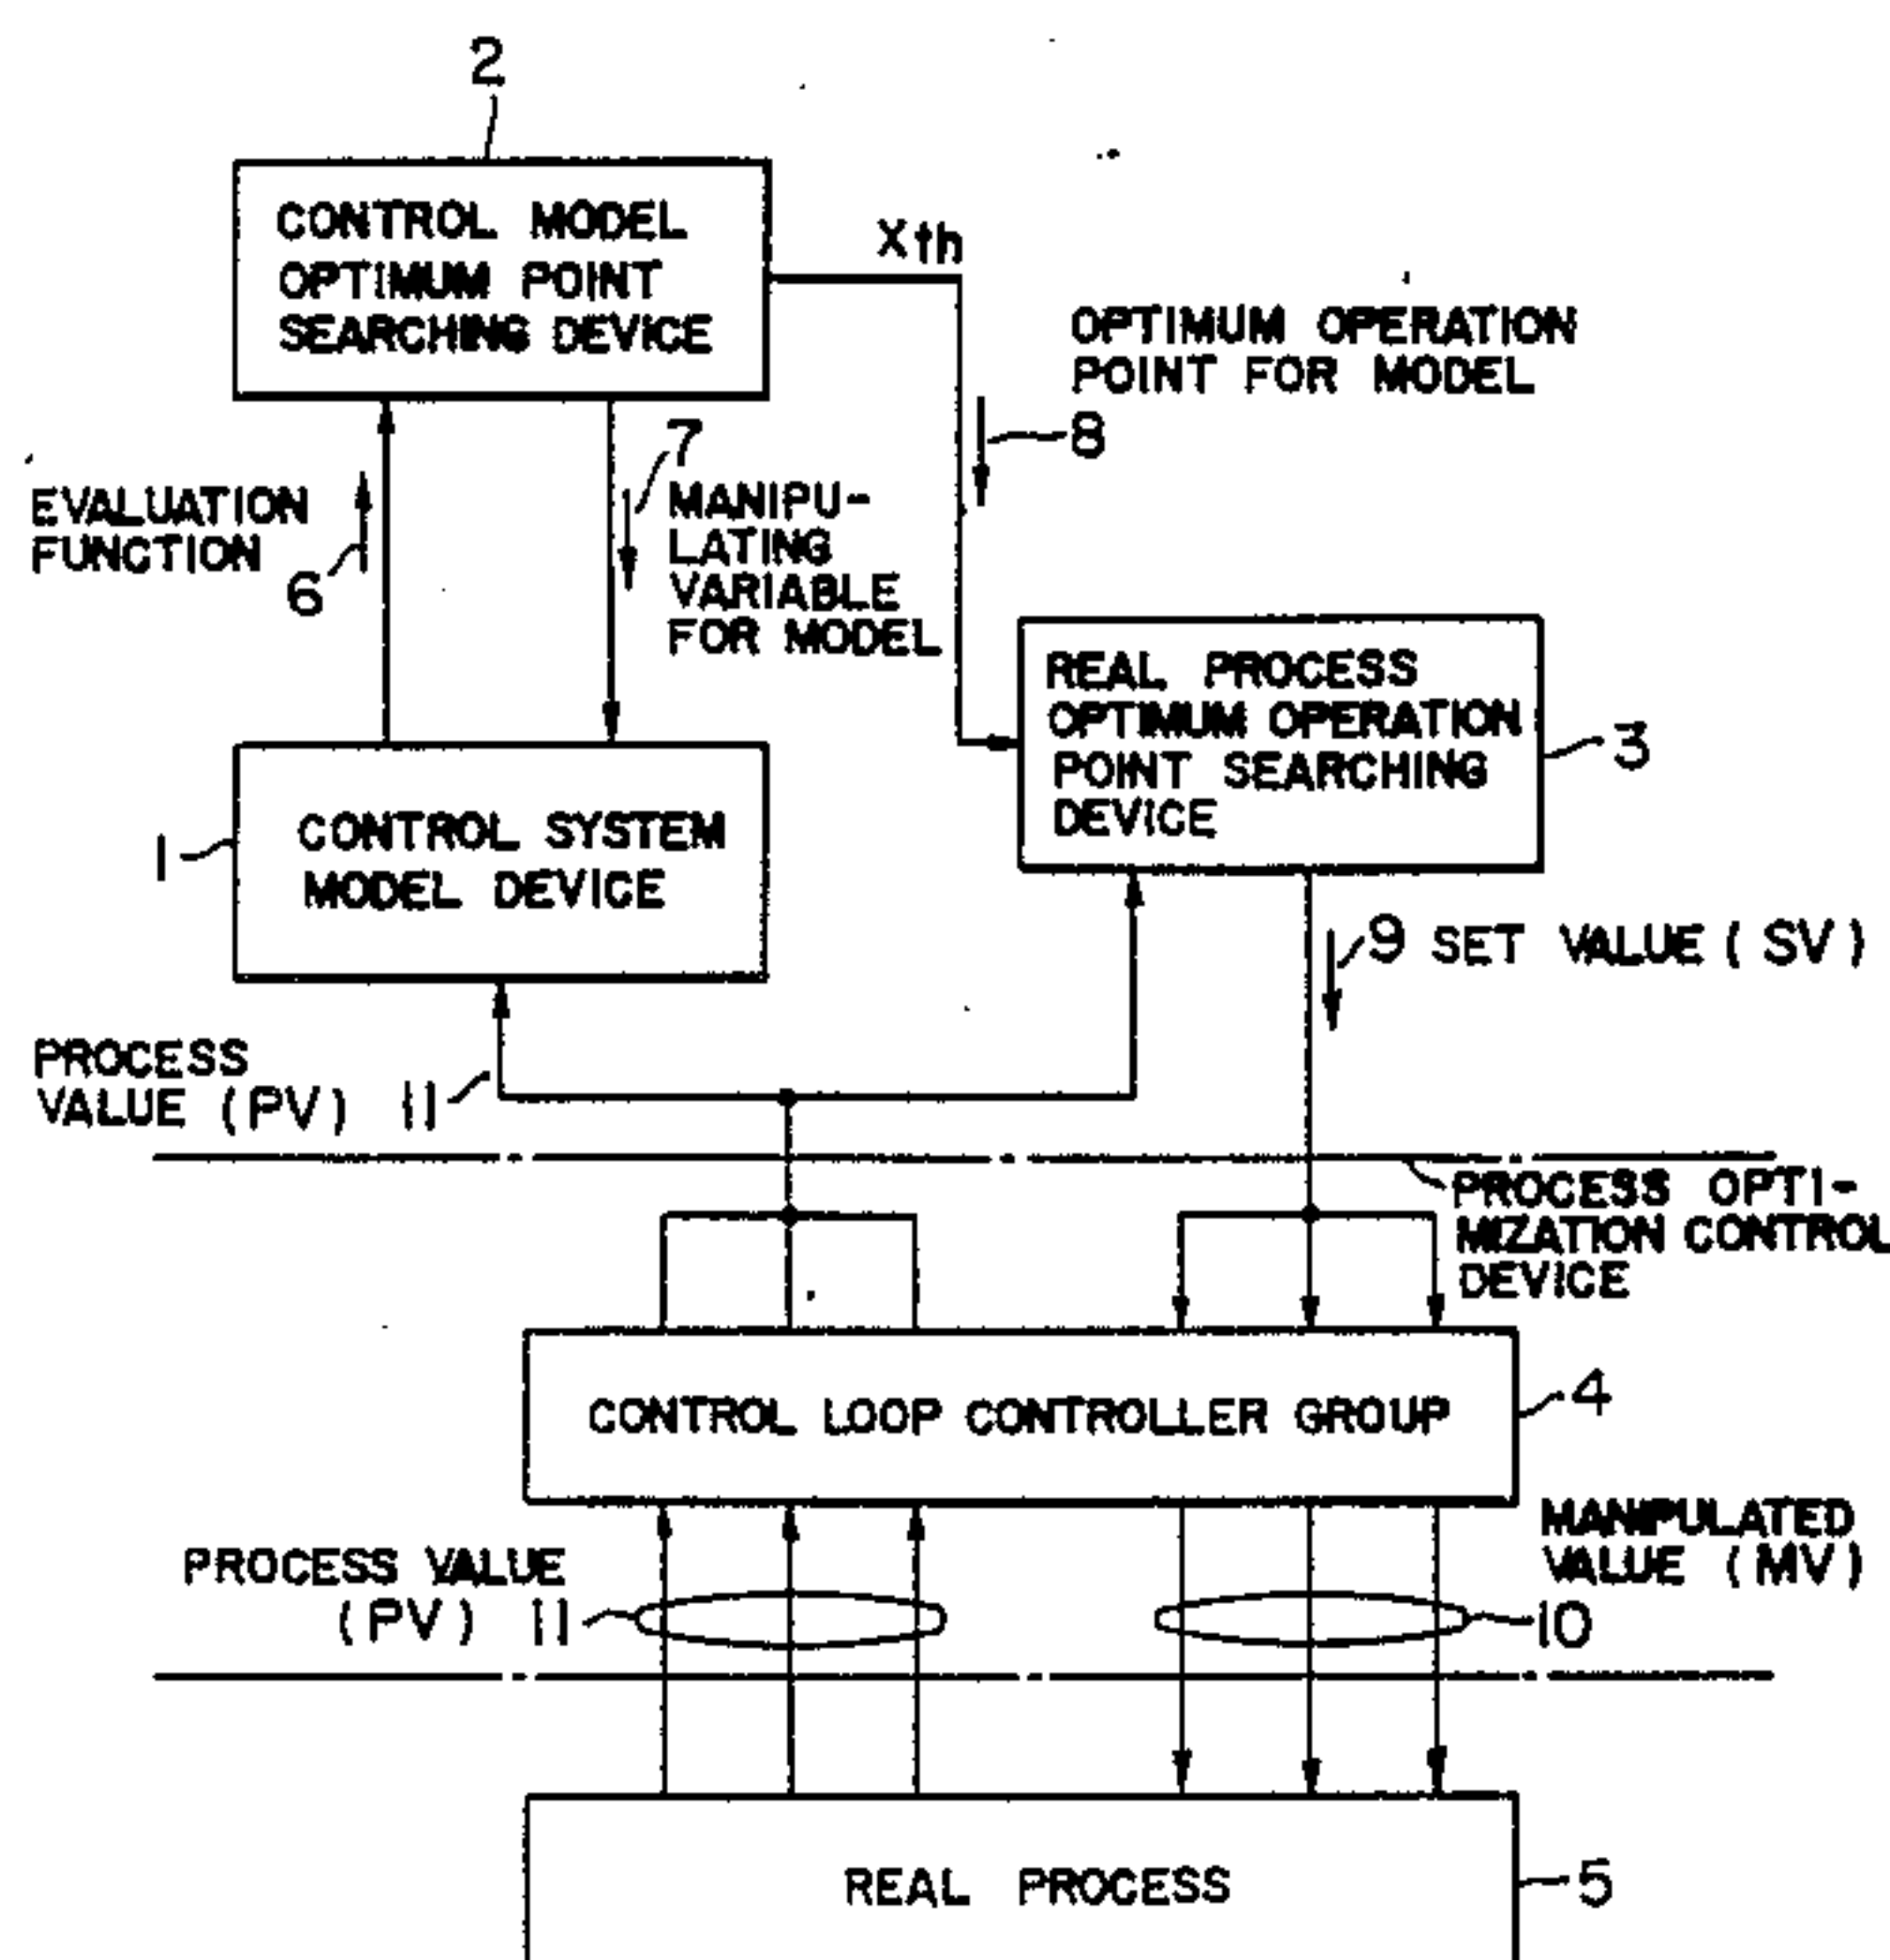 2
CONTROL MODEL
OPTIMUM POINT
SEARCHING DEVICE
Xth
OPTIMUM OPERATION
POINT FOR MODEL
8
7
EVALUATION
FUNCTION
6
MANIPU-
LATING
VARIABLE
FOR MODEL
REAL PROCESS
OPTIMUM OPERATION
POINT SEARCHING
DEVICE
3
1
CONTROL SYSTEM
MODEL DEVICE
9 SET VALUE (SV)
PROCESS
VALUE (PV) 11
PROCESS OPTI-
MIZATION CONTROL
DEVICE
CONTROL LOOP CONTROLLER GROUP
4
MANIPULATED
VALUE (MV)
10
PROCESS VALUE
(PV) 11
REAL PROCESS
5